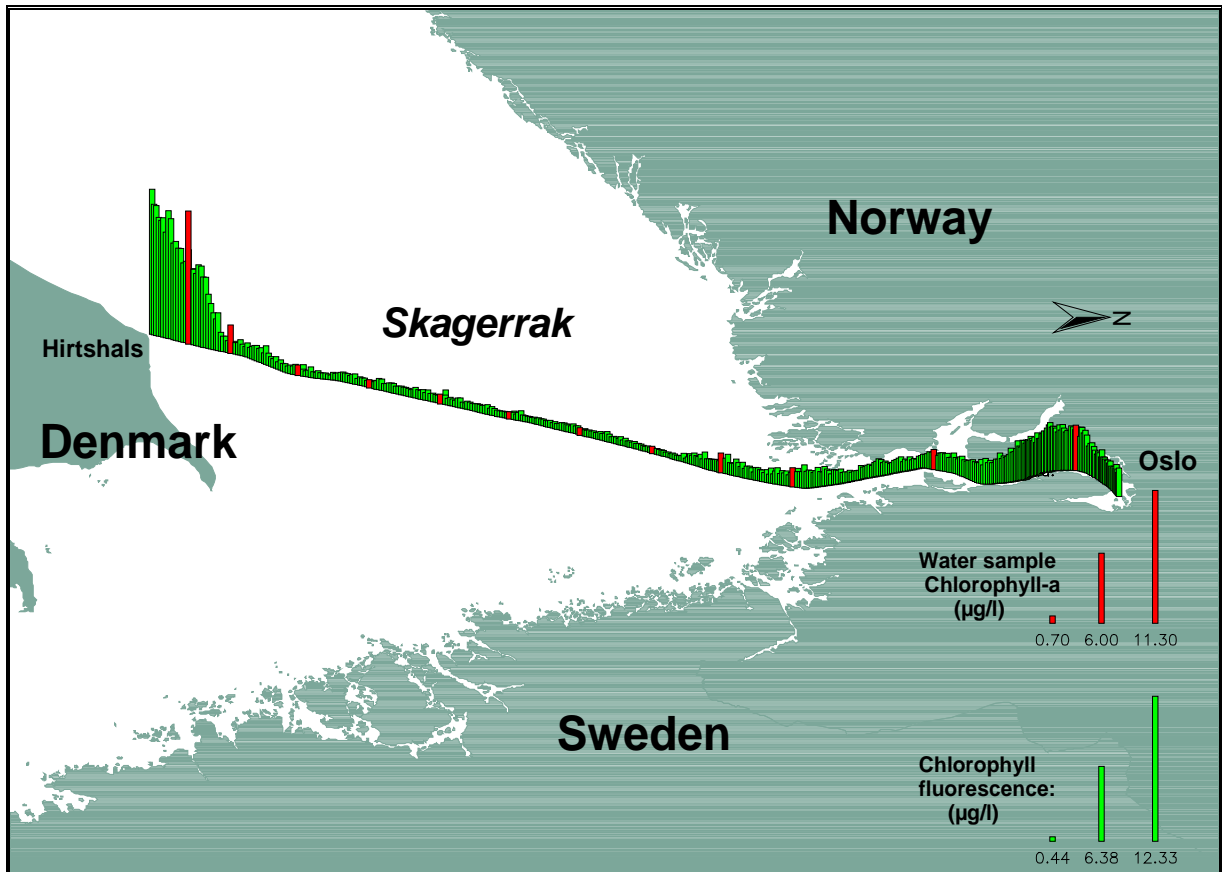 Norway
Skagerrak
N
Hirtshals
Denmark
Oslo
Water sample
Chlorophyll-a
(µg/l)
0.70 6.00 11.30
Sweden
Chlorophyll
fluorescence:
(µg/l)
0.44 6.38 12.33